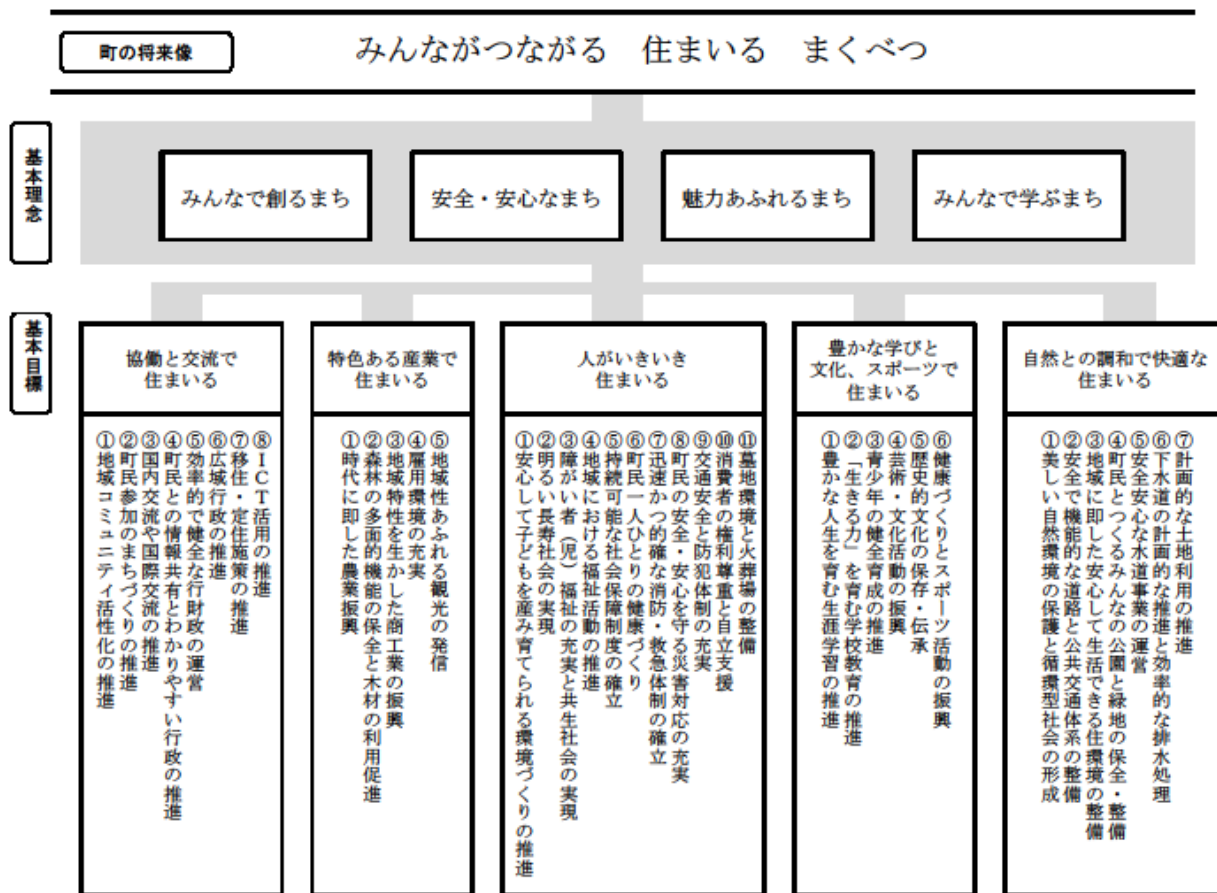 町の将来像
みんながつながる　住まいる　まくべつ
基本理念
みんなで創るまち
安全・安心なまち
魅力あふれるまち
みんなで学ぶまち
基本目標
協働と交流で
住まいる
①地域コミュニティ活性化の推進
②町民参加のまちづくりの推進
③国内交流や国際交流の推進
④町民との情報共有とわかりやすい行政の推進
⑤効率的で健全な行財政の運営
⑥広域行政の推進
⑦移住・定住施策の推進
⑧ＩＣＴ活用の推進
特色ある産業で
住まいる
①時代に即した農業振興
②森林の多面的機能の保全と木材の利用促進
③地域特性を生かした商工業の振興
④雇用環境の充実
⑤地域性あふれる観光の発信
人がいきいき
住まいる
①安心して子どもを産み育てられる環境づくりの推進
②明るい長寿社会の実現
③障がい者（児）福祉の充実と共生社会の実現
④地域における福祉活動の推進
⑤持続可能な社会保障制度の確立
⑥町民一人ひとりの健康づくり
⑦迅速かつ的確な消防・救急体制の確立
⑧町民の安全・安心を守る災害対応の充実
⑨交通安全と防犯体制の充実
⑩消費者の権利尊重と自立支援
⑪墓地環境と火葬場の整備
豊かな学びと
文化、スポーツで
住まいる
①豊かな人生を育む生涯学習の推進
②「生きる力」を育む学校教育の推進
③青少年の健全育成の推進
④芸術・文化活動の振興
⑤歴史的文化の保存・伝承
⑥健康づくりとスポーツ活動の振興
自然との調和で快適な
住まいる
①美しい自然環境の保護と循環型社会の形成
②安全で機能的な道路と公共交通体系の整備
③地域に即した安心して生活できる住環境の整備
④町民とつくるみんなの公園と緑地の保全・整備
⑤安全安心な水道事業の運営
⑥下水道の計画的な推進と効率的な排水処理
⑦計画的な土地利用の推進